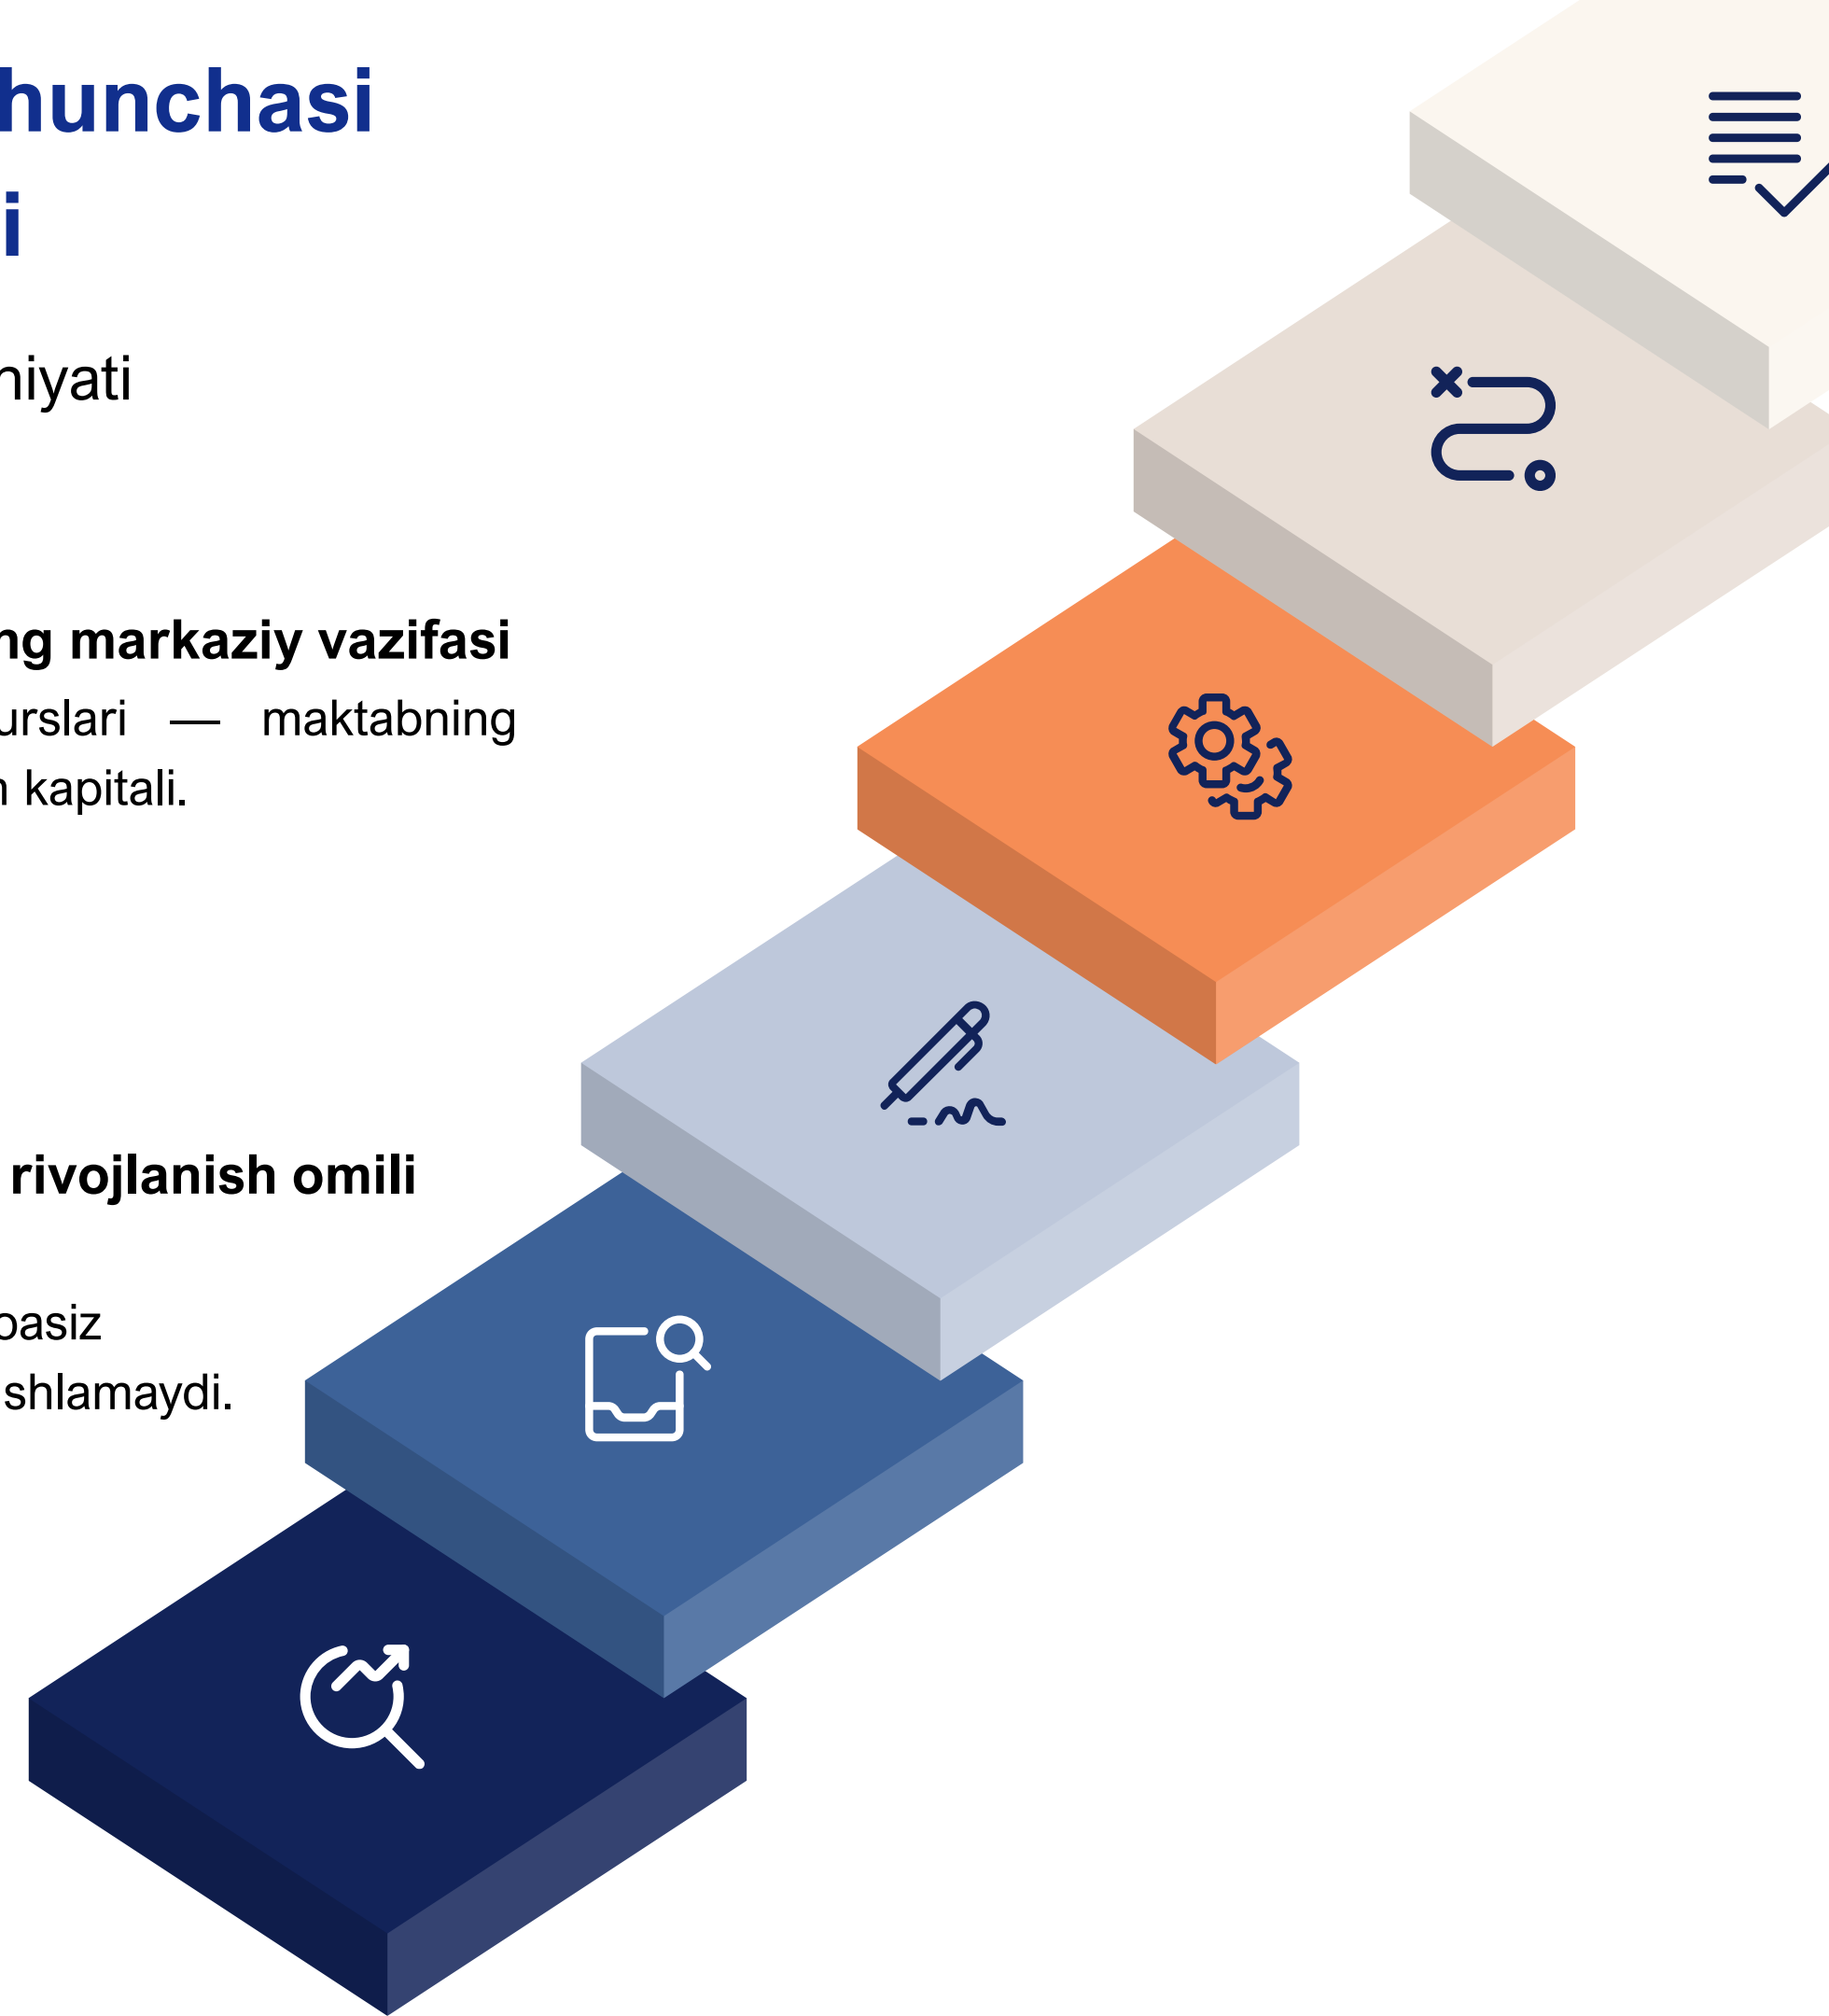 hunchasi
i
niyati
ng markaziy vazifasi
urslari — maktabning
kapitali.
rivojlanish omili
basiz
shlamaydi.